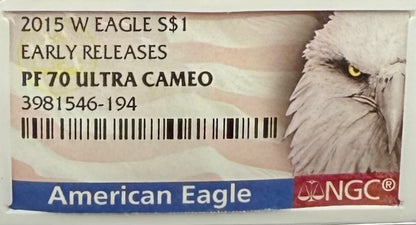 2015 W EAGLE S$1
EARLY RELEASES
PF 70 ULTRA CAMEO
3981546-194
American Eagle
NGC®